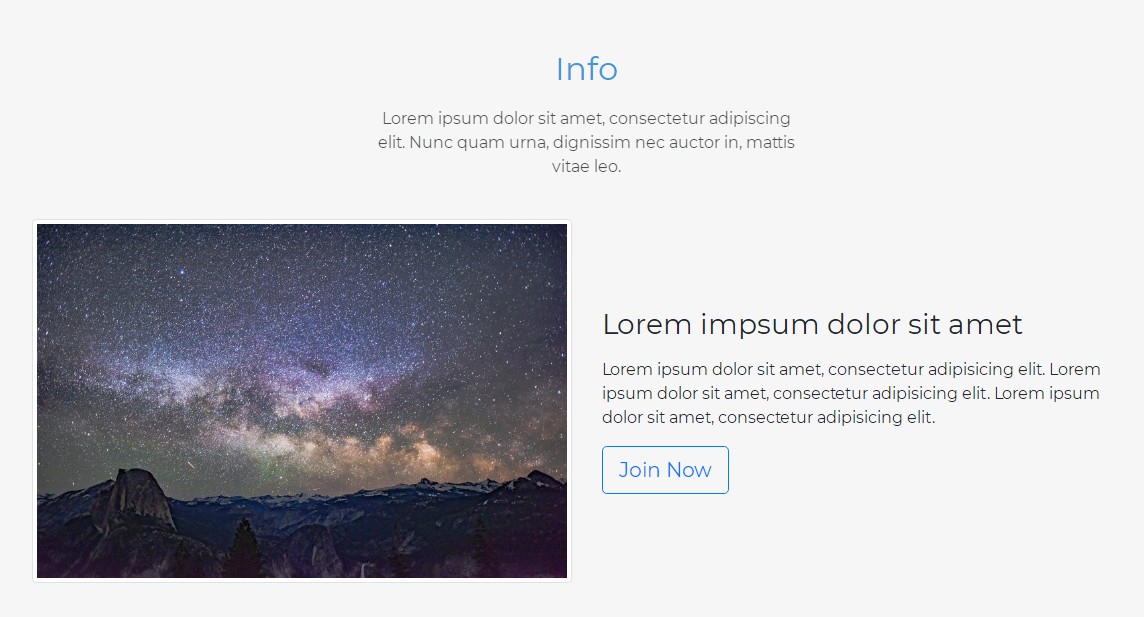 Info
Lorem ipsum dolor sit amet, consectetur adipiscing
elit. Nunc quam urna, dignissim nec auctor in, mattis
vitae leo.
Lorem impsum dolor sit amet
Lorem ipsum dolor sit amet, consectetur adipisicing elit. Lorem
ipsum dolor sit amet, consectetur adipisicing elit. Lorem ipsum
dolor sit amet, consectetur adipisicing elit.
Join Now